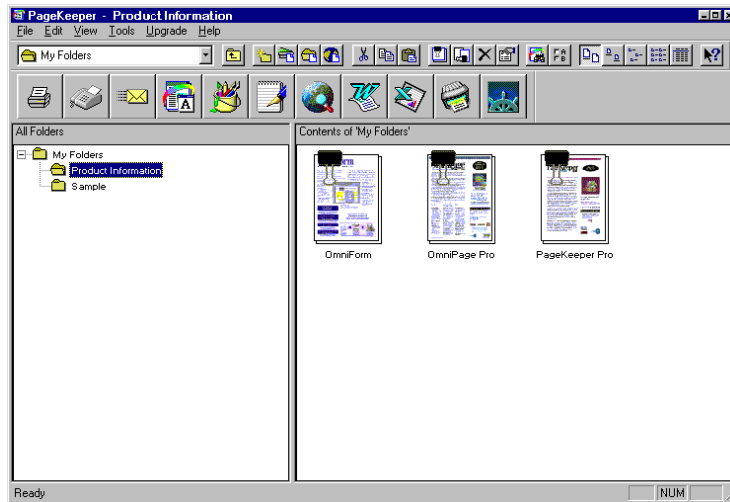 PageKeeper - Product Information
File Edit View Tools Upgrade Help
My Folders
All Folders
Contents of 'My Folders'
My Folders
Product Information
Sample
OmniForm
OmniPage Pro
PageKeeper Pro
Ready
NUM